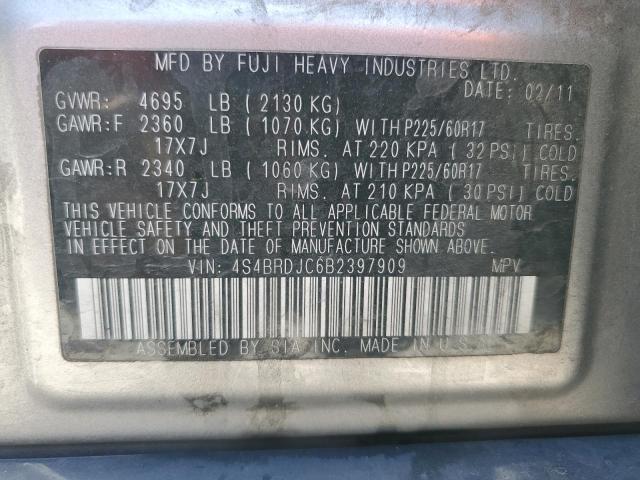 MFD BY FUJI HEAVY INDUSTRIES LTD.
DATE: 02/11
GVWR: 4695 LB ( 2130 KG)
GAWR:F 2360 LB ( 1070 KG) WITH P225/60R17 TIRES.
17X7J RIMS. AT 220 KPA ( 32 PSI) COLD
GAWR:R 2340 LB ( 1060 KG) WITH P225/60R17 TIRES.
17X7J RIMS. AT 210 KPA ( 30 PSI) COLD
THIS VEHICLE CONFORMS TO ALL APPLICABLE FEDERAL MOTOR
VEHICLE SAFETY AND THEFT PREVENTION STANDARDS
IN EFFECT ON THE DATE OF MANUFACTURE SHOWN ABOVE.
VIN: 4S4BRDJC6B2397909 MPV
ASSEMBLED BY SIA INC. MADE IN U.S.A.